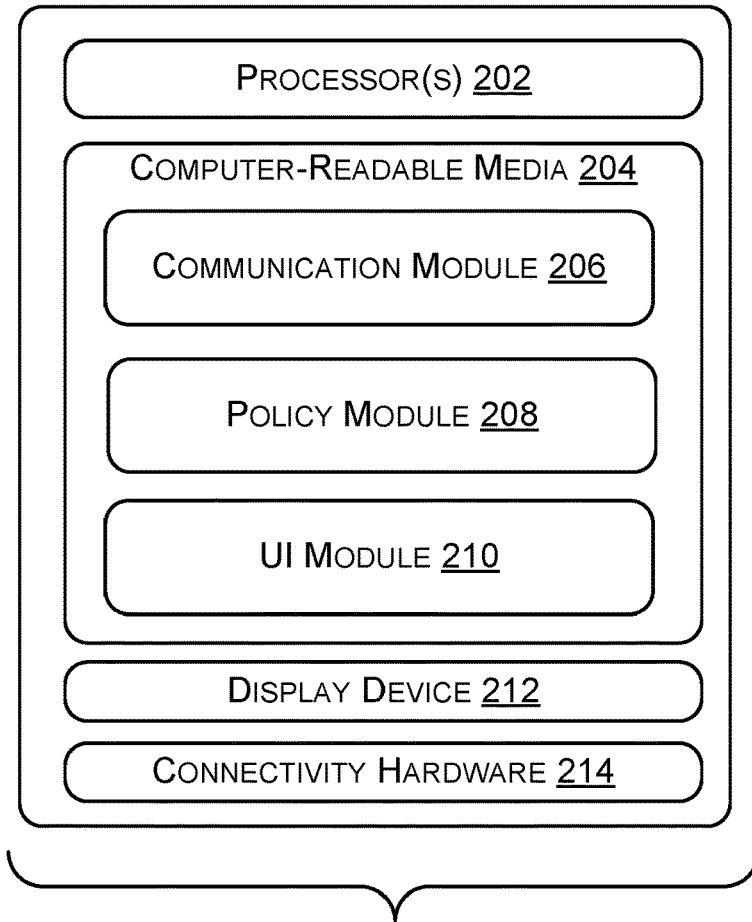 PROCESSOR(S) 202
COMPUTER-READABLE MEDIA 204
COMMUNICATION MODULE 206
POLICY MODULE 208
UI MODULE 210
DISPLAY DEVICE 212
CONNECTIVITY HARDWARE 214